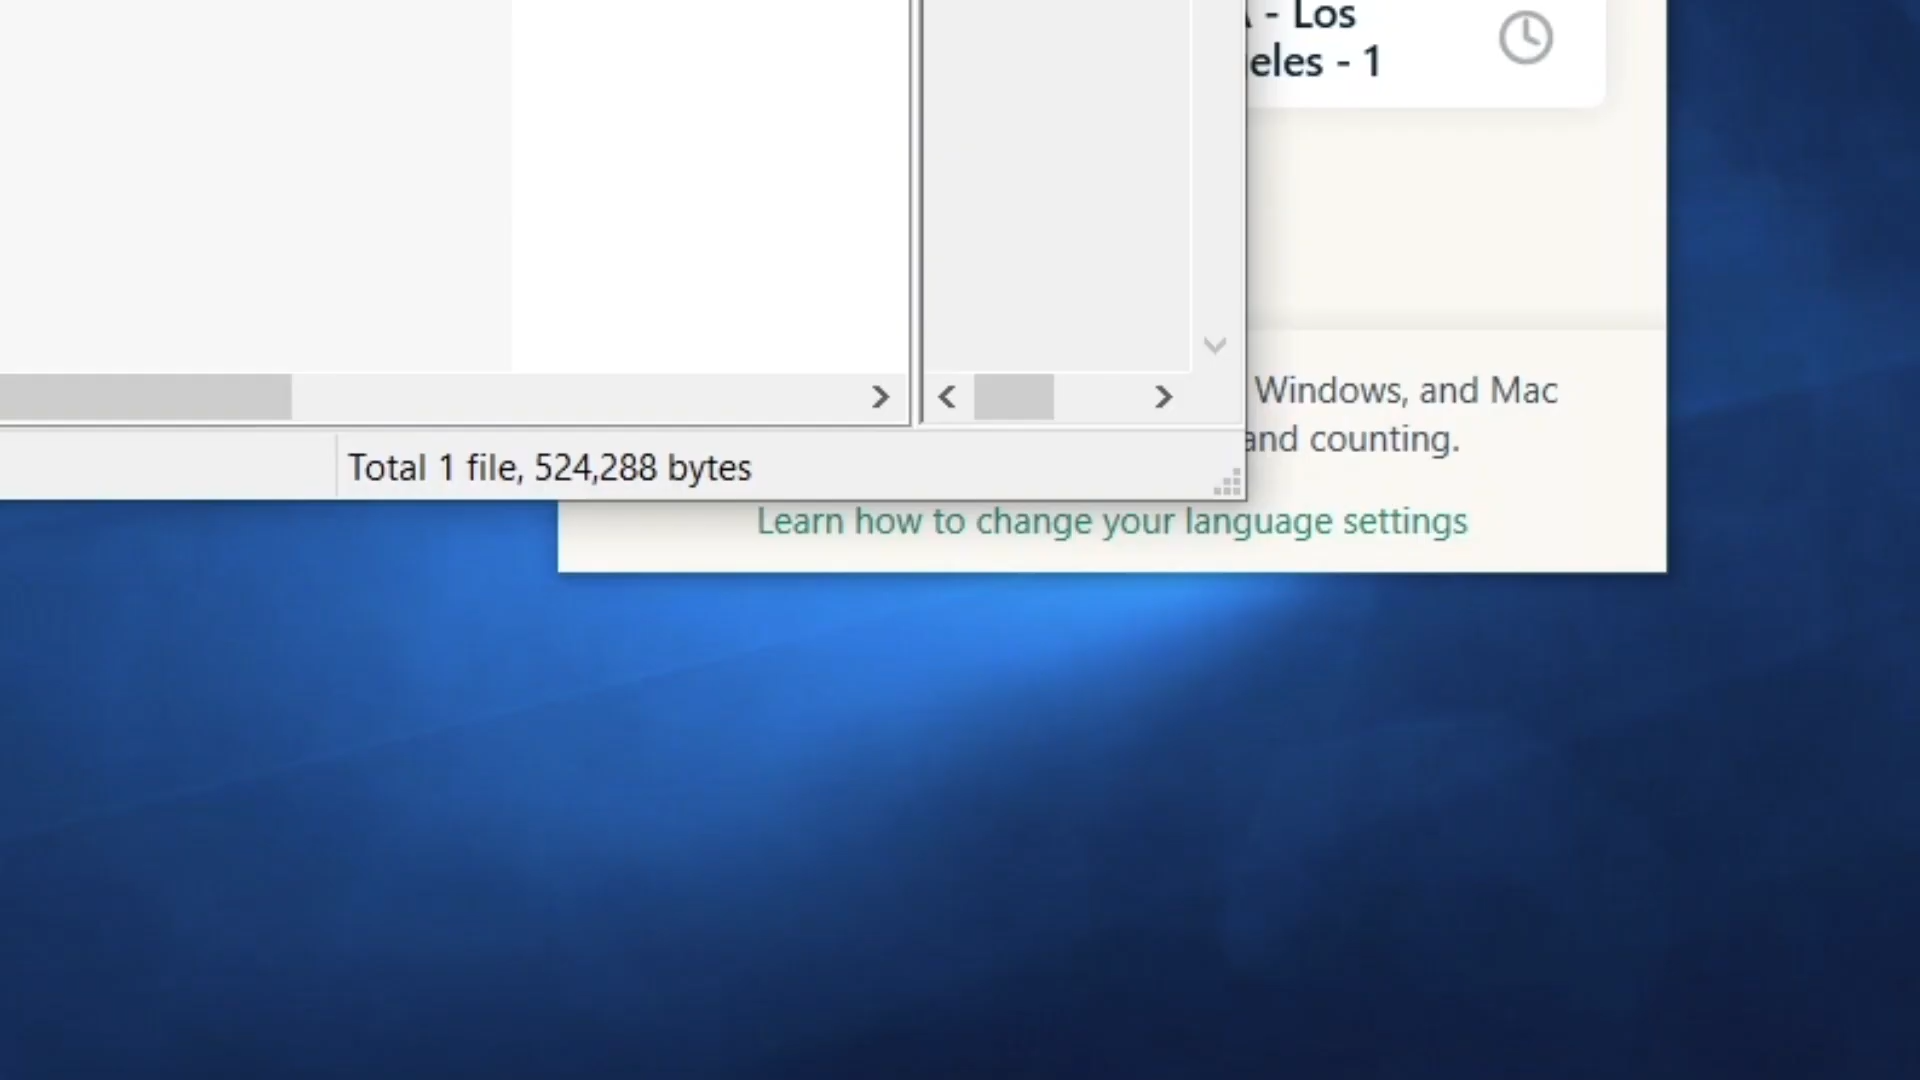 - Los
eles - 1
Windows, and Mac
and counting.
Total 1 file, 524,288 bytes
Learn how to change your language settings